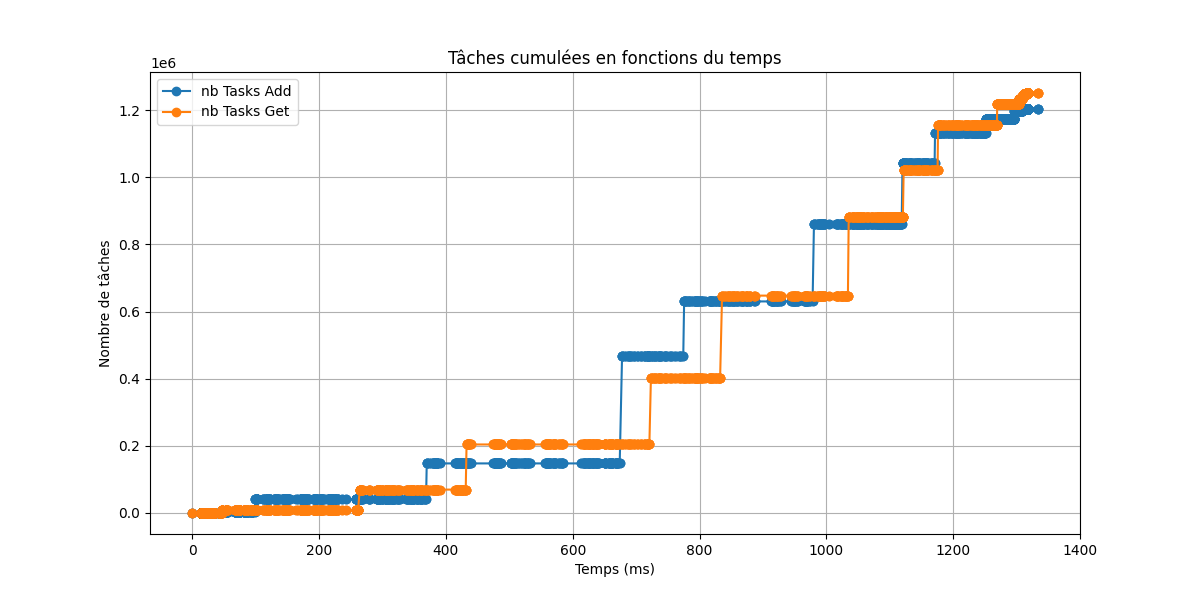 Tâches cumulées en fonctions du temps
1e6
nb Tasks Add
nb Tasks Get
1.2
1.0
0.8
0.6
0.4
0.2
0.0
Nombre de tâches
0 200 400 600 800 1000 1200 1400
Temps (ms)